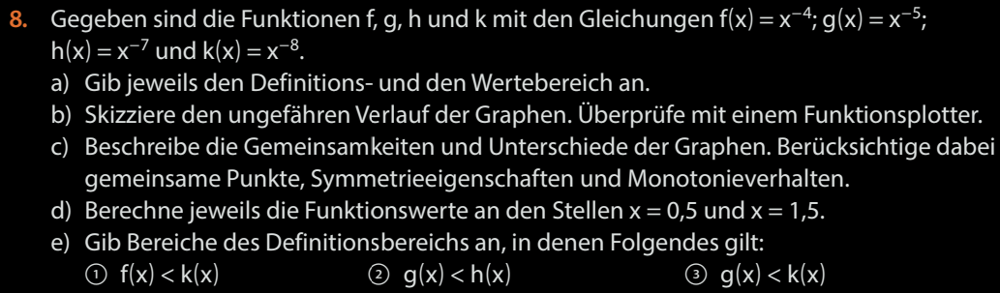 8. Gegeben sind die Funktionen f, g, h und k mit den Gleichungen f(x) = x⁻⁴; g(x) = x⁻⁵;
h(x) = x⁻⁷ und k(x) = x⁻⁸.
a) Gib jeweils den Definitions- und den Wertebereich an.
b) Skizziere den ungefähren Verlauf der Graphen. Überprüfe mit einem Funktionsplotter.
c) Beschreibe die Gemeinsamkeiten und Unterschiede der Graphen. Berücksichtige dabei
gemeinsame Punkte, Symmetrieeigenschaften und Monotonieverhalten.
d) Berechne jeweils die Funktionswerte an den Stellen x = 0,5 und x = 1,5.
e) Gib Bereiche des Definitionsbereichs an, in denen Folgendes gilt:
① f(x) < k(x) ② g(x) < h(x) ③ g(x) < k(x)